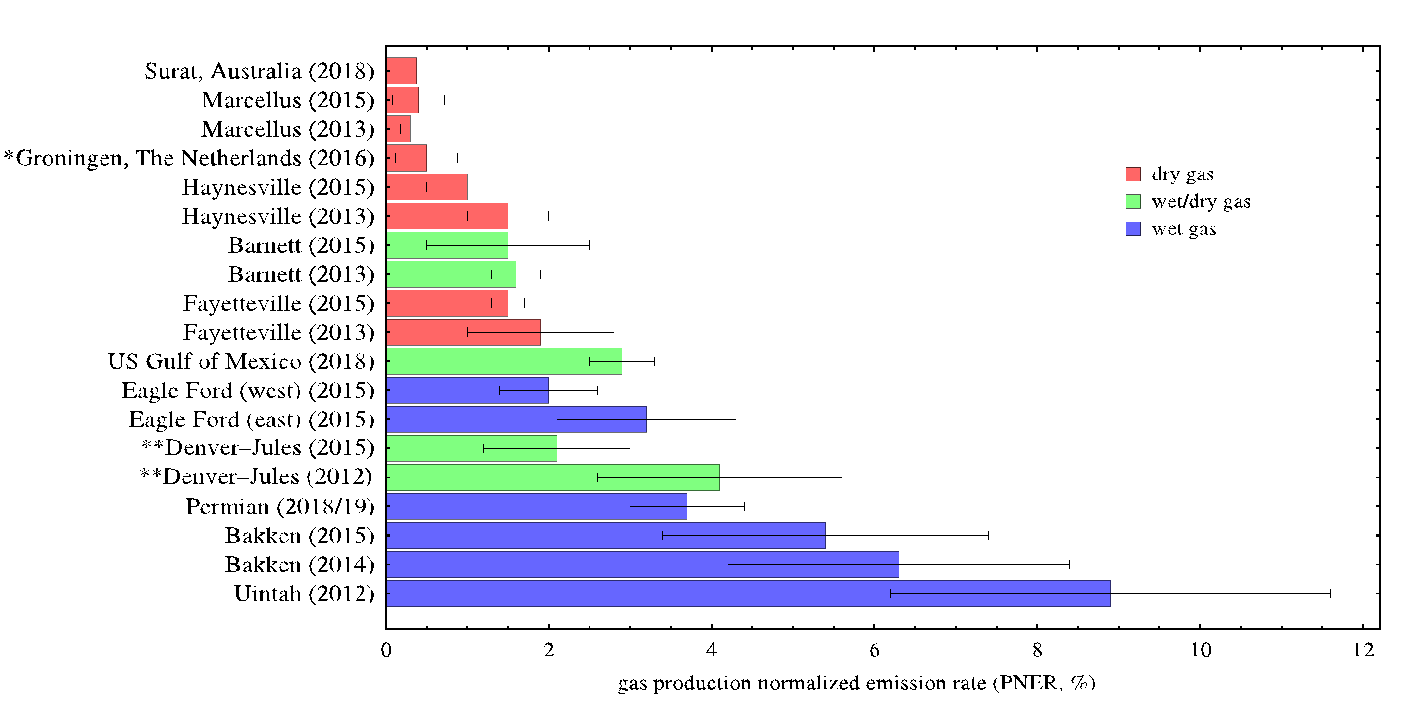 Surat, Australia (2018)
Marcellus (2015)
Marcellus (2013)
*Groningen, The Netherlands (2016)
Haynesville (2015)
Haynesville (2013)
Barnett (2015)
Barnett (2013)
Fayetteville (2015)
Fayetteville (2013)
US Gulf of Mexico (2018)
Eagle Ford (west) (2015)
Eagle Ford (east) (2015)
**Denver–Jules (2015)
**Denver–Jules (2012)
Permian (2018/19)
Bakken (2015)
Bakken (2014)
Uintah (2012)
dry gas
wet/dry gas
wet gas
0 2 4 6 8 10 12
gas production normalized emission rate (PNER, %)